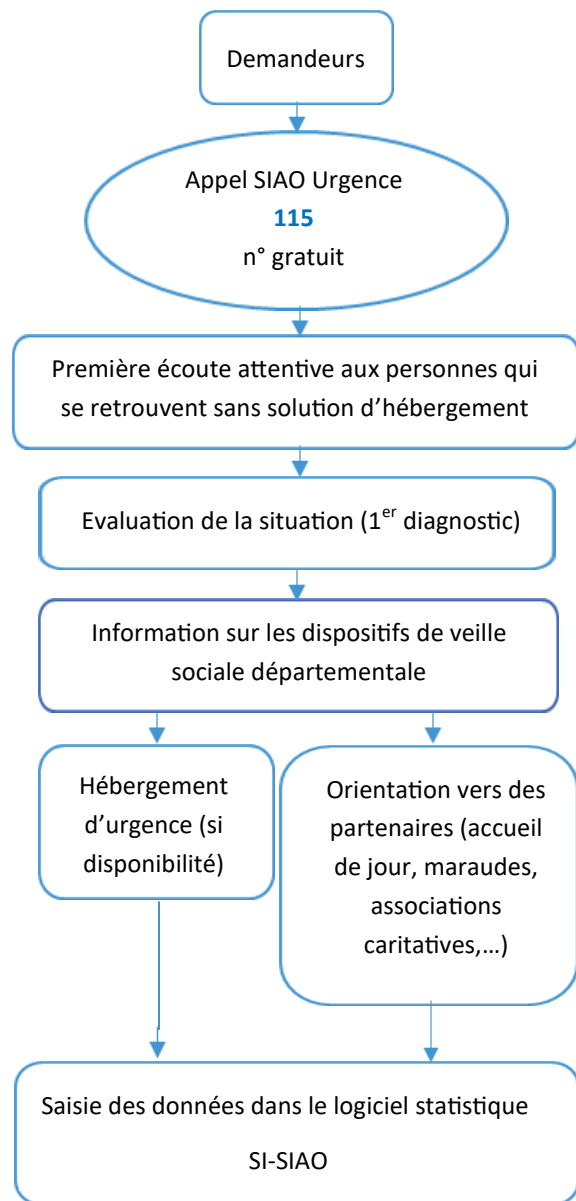 Demandeurs
Appel SIAO Urgence
115
n° gratuit
Première écoute attentive aux personnes qui
se retrouvent sans solution d’hébergement
Evaluation de la situation (1er diagnostic)
Information sur les dispositifs de veille
sociale départementale
Hébergement
d’urgence (si
disponibilité)
Orientation vers des
partenaires (accueil
de jour, maraudes,
associations
caritatives,…)
Saisie des données dans le logiciel statistique
SI-SIAO